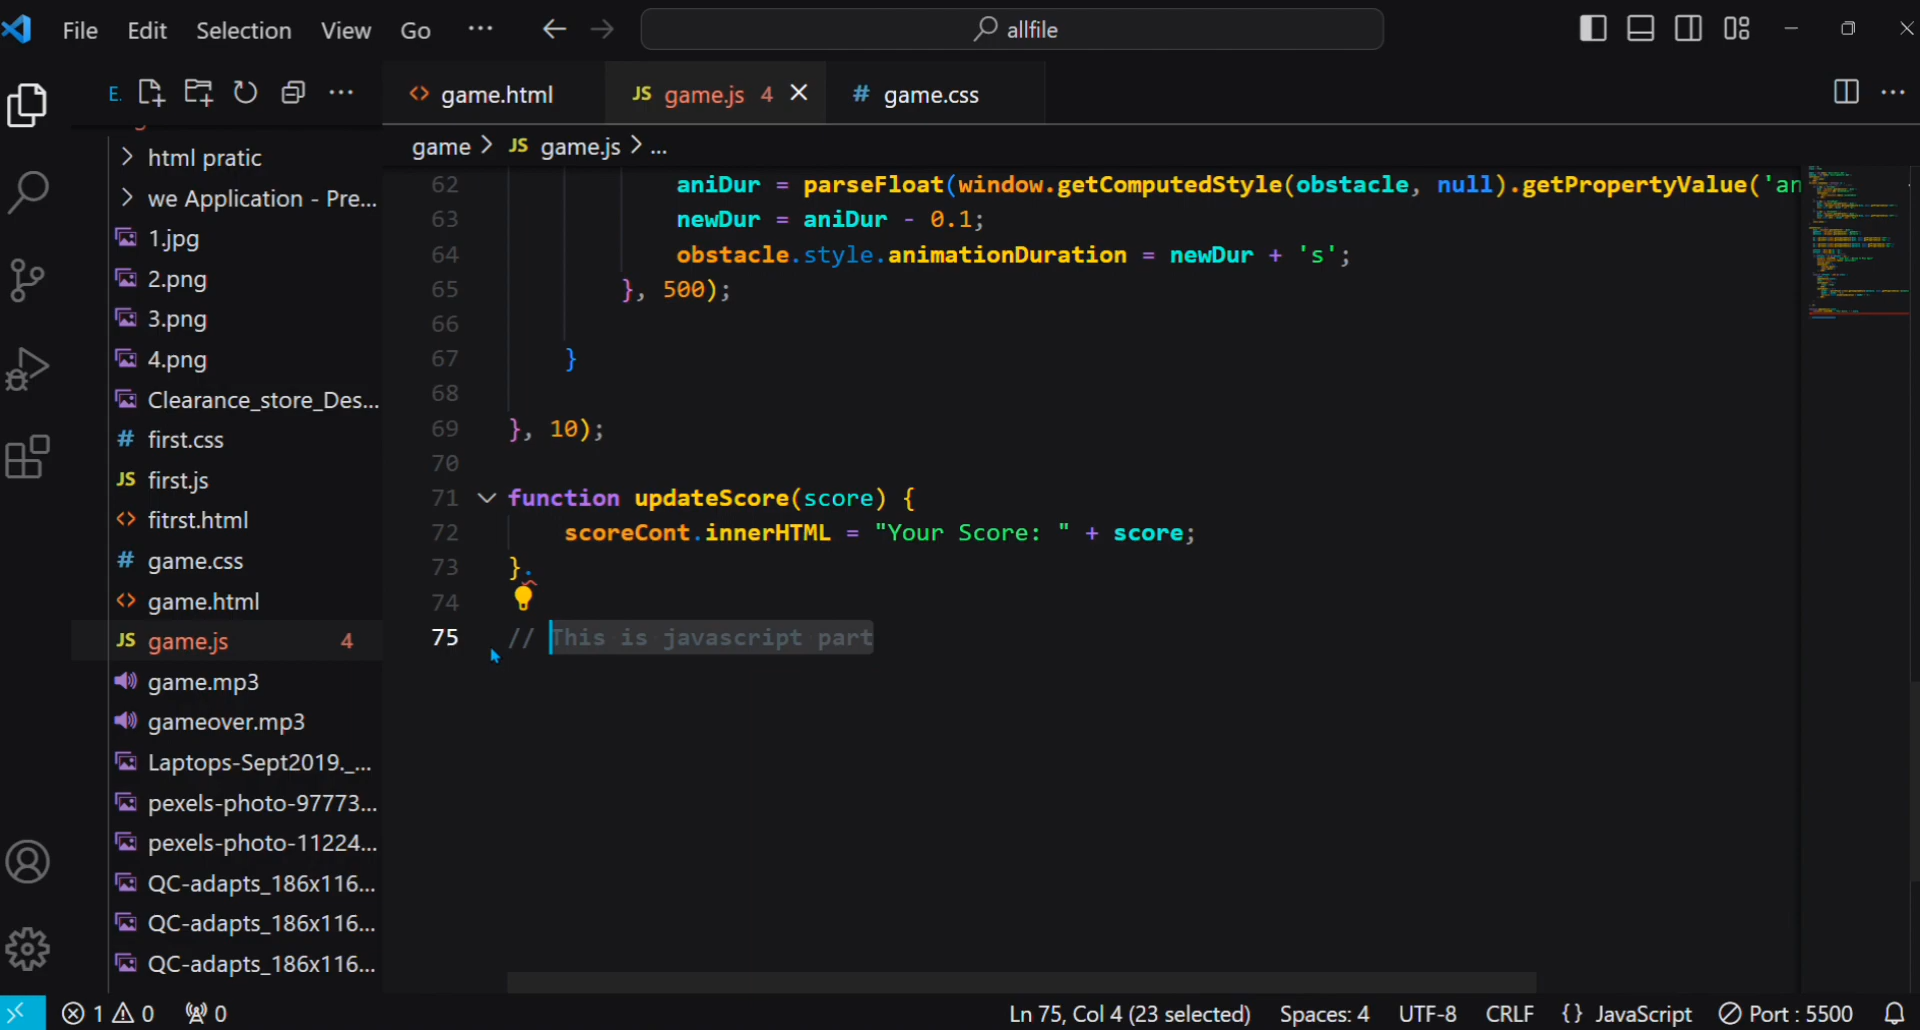 File Edit Selection View Go ··· allfile
E. ···
game.html JS game.js 4 # game.css ···
game > JS game.js > ...
html pratic
we Application - Pre...
1.jpg
2.png
3.png
4.png
Clearance_store_Des...
# first.css
JS first.js
fitrst.html
# game.css
game.html
JS game.js 4
game.mp3
gameover.mp3
Laptops-Sept2019._...
pexels-photo-97773...
pexels-photo-11224...
QC-adapts_186x116...
QC-adapts_186x116...
QC-adapts_186x116...
62 aniDur = parseFloat(window.getComputedStyle(obstacle, null).getPropertyValue('an
63 newDur = aniDur - 0.1;
64 obstacle.style.animationDuration = newDur + 's';
65 }, 500);
66
67 }
68
69 }, 10);
70
71 function updateScore(score) {
72 scoreCont.innerHTML = "Your Score: " + score;
73 }.
74
75 // This is javascript part
1 0 0 Ln 75, Col 4 (23 selected) Spaces: 4 UTF-8 CRLF {} JavaScript Port : 5500